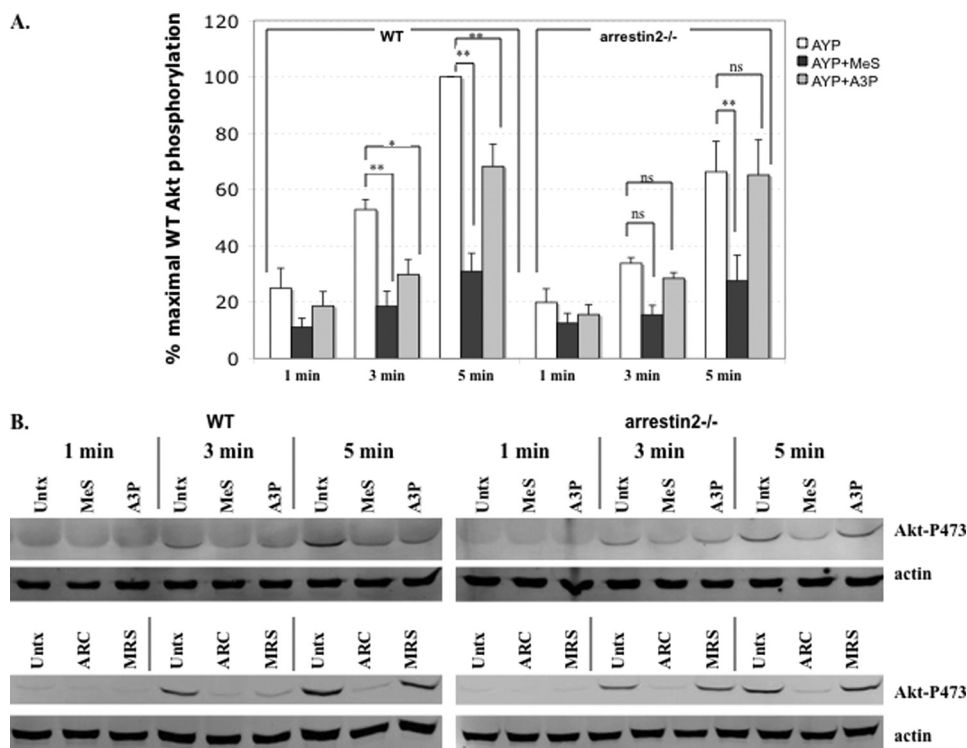 A.
WT
arrestin2-/-
AYP
AYP+MeS
AYP+A3P
% maximal WT Akt phosphorylation
120
100
80
60
40
20
0
** ** * ** ns ** ns ns
1 min 3 min 5 min 1 min 3 min 5 min
B.
WT
arrestin2-/-
1 min 3 min 5 min 1 min 3 min 5 min
Untx MeS A3P Untx MeS A3P Untx MeS A3P Untx MeS A3P Untx MeS A3P Untx MeS A3P
Akt-P473
actin
Untx ARC MRS Untx ARC MRS Untx ARC MRS Untx ARC MRS Untx ARC MRS Untx ARC MRS
Akt-P473
actin